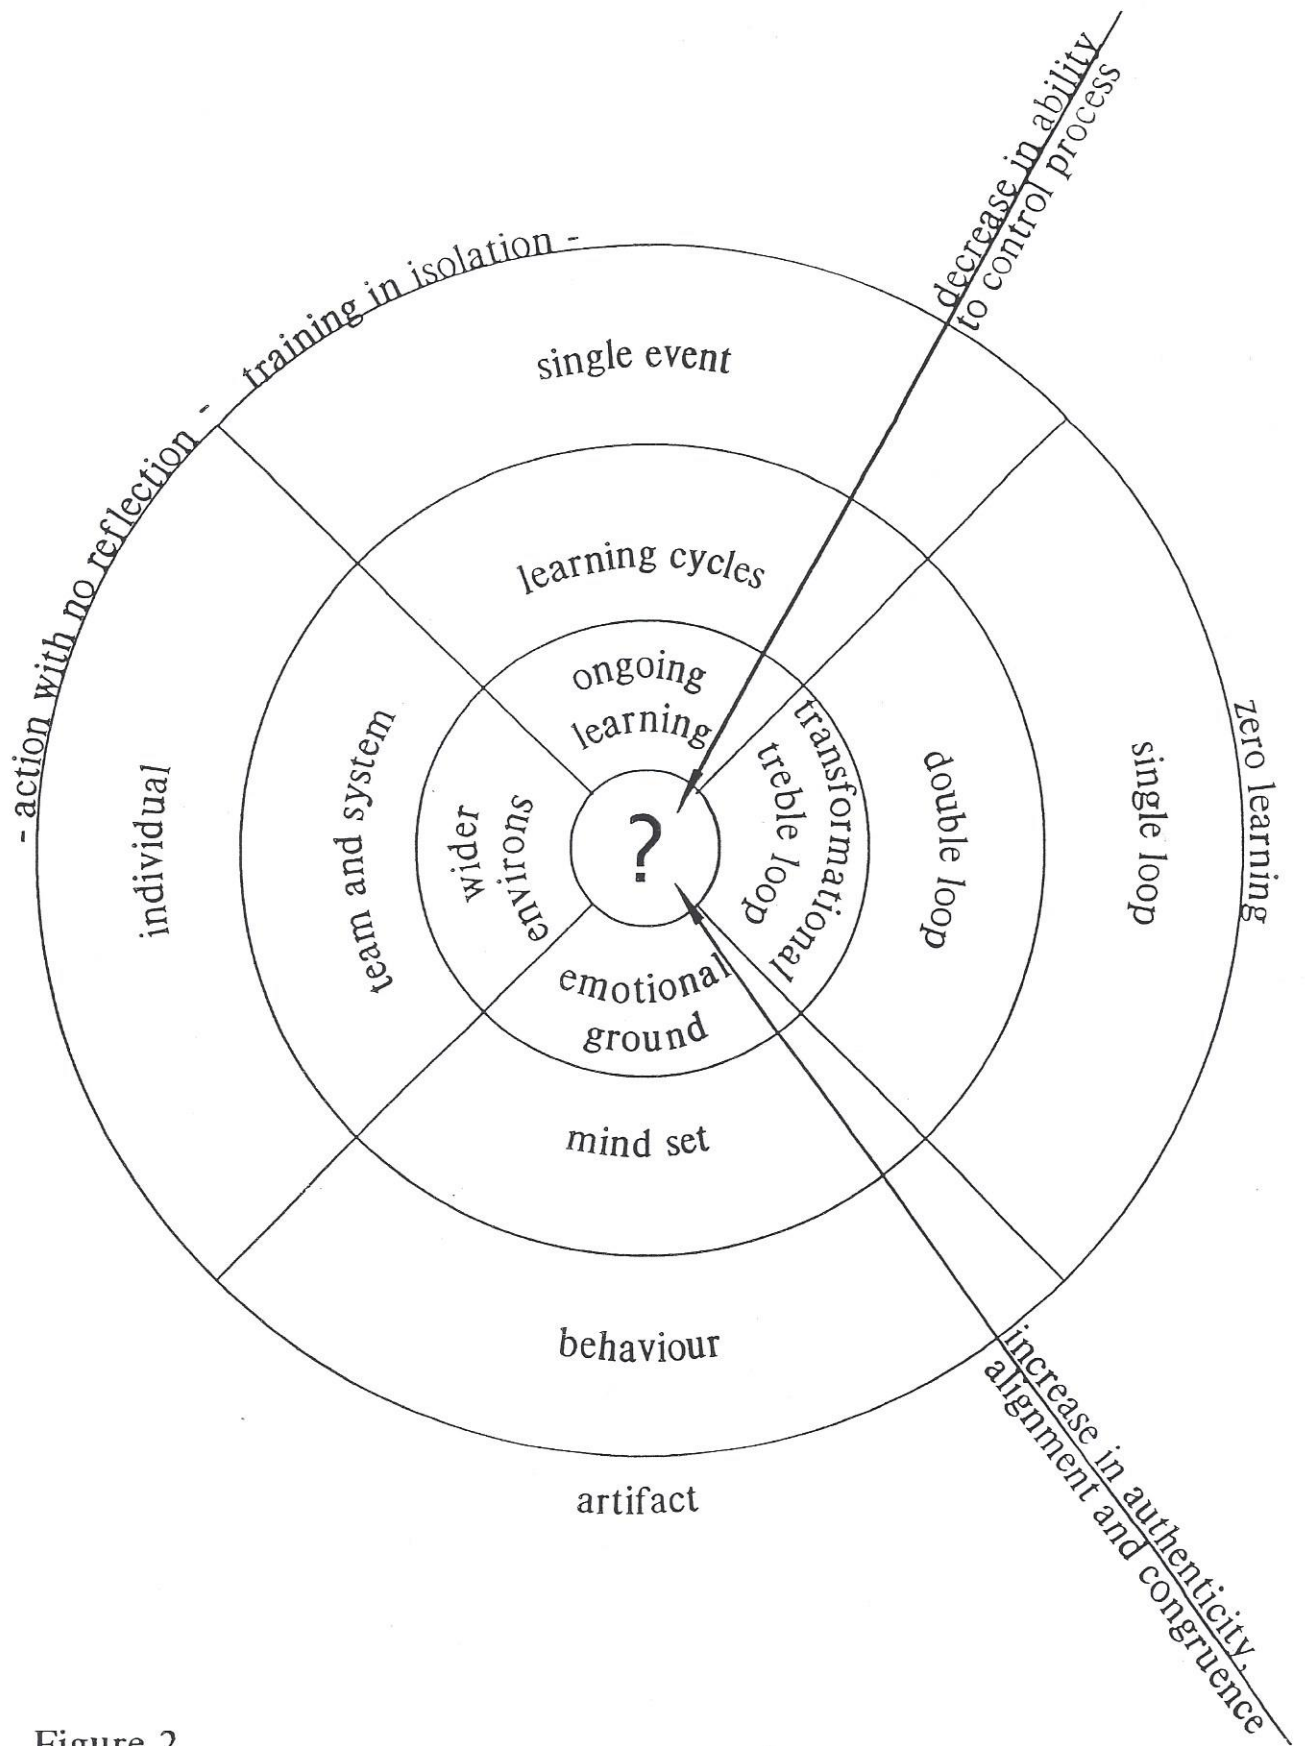 decrease in ability
to control process
- training in isolation -
- action with no reflection -
single event
learning cycles
ongoing
learning
zero learning
single loop
double loop
transformational
treble loop
individual
team and system
wider
environs
?
emotional
ground
mind set
behaviour
artifact
increase in authenticity,
alignment and congruence
Figure 2